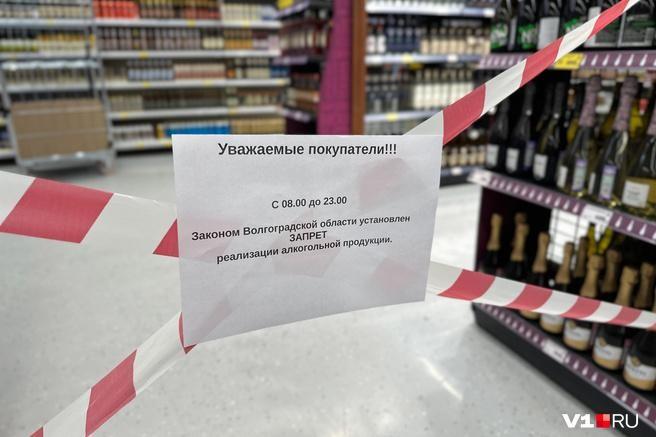 Уважаемые покупатели!!!
С 08.00 до 23.00
Законом Волгоградской области установлен
ЗАПРЕТ
реализации алкогольной продукции.
V1 RU